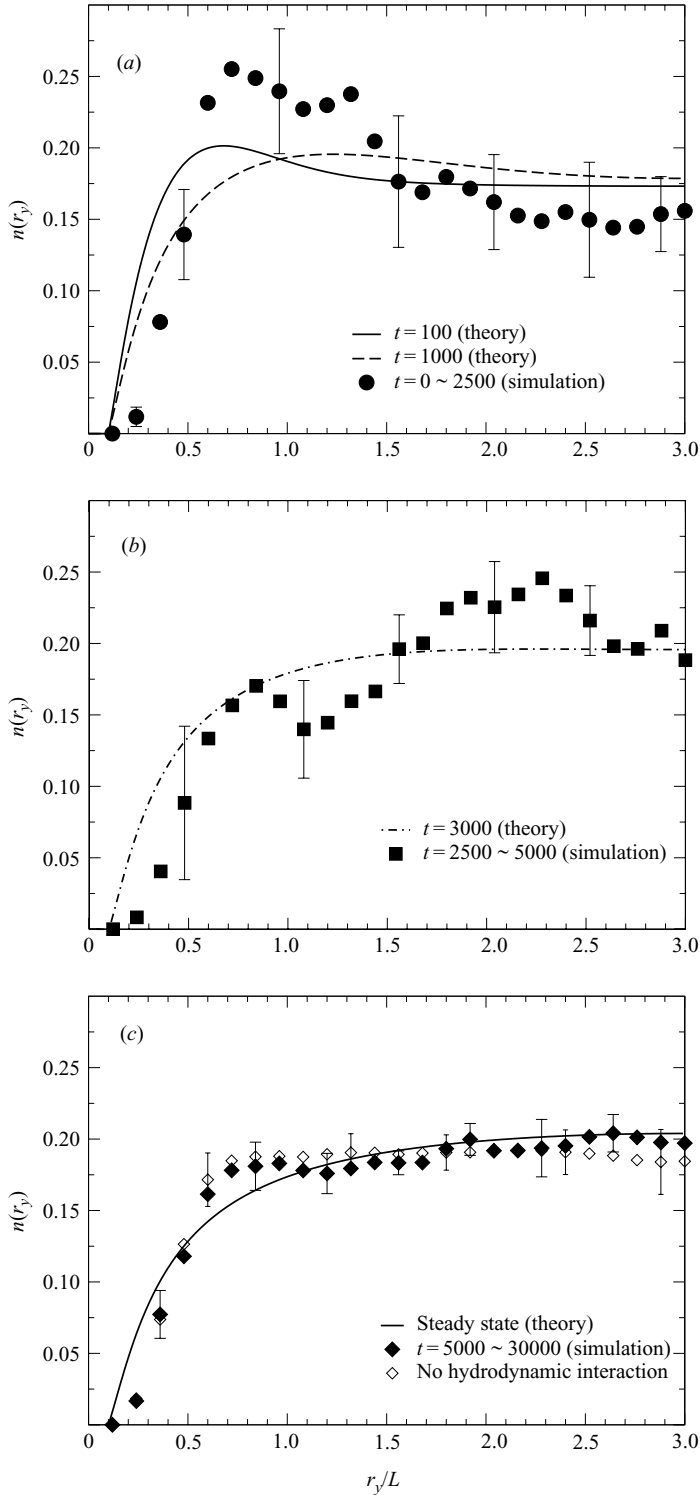 (a)
0.25
0.20
n(r_y)
0.15
0.10
0.05
t = 100 (theory)
t = 1000 (theory)
t = 0 ~ 2500 (simulation)
0 0.5 1.0 1.5 2.0 2.5 3.0
(b)
0.25
0.20
n(r_y)
0.15
0.10
0.05
t = 3000 (theory)
t = 2500 ~ 5000 (simulation)
0 0.5 1.0 1.5 2.0 2.5 3.0
(c)
0.25
0.20
n(r_y)
0.15
0.10
0.05
Steady state (theory)
t = 5000 ~ 30000 (simulation)
No hydrodynamic interaction
0 0.5 1.0 1.5 2.0 2.5 3.0
r_y/L